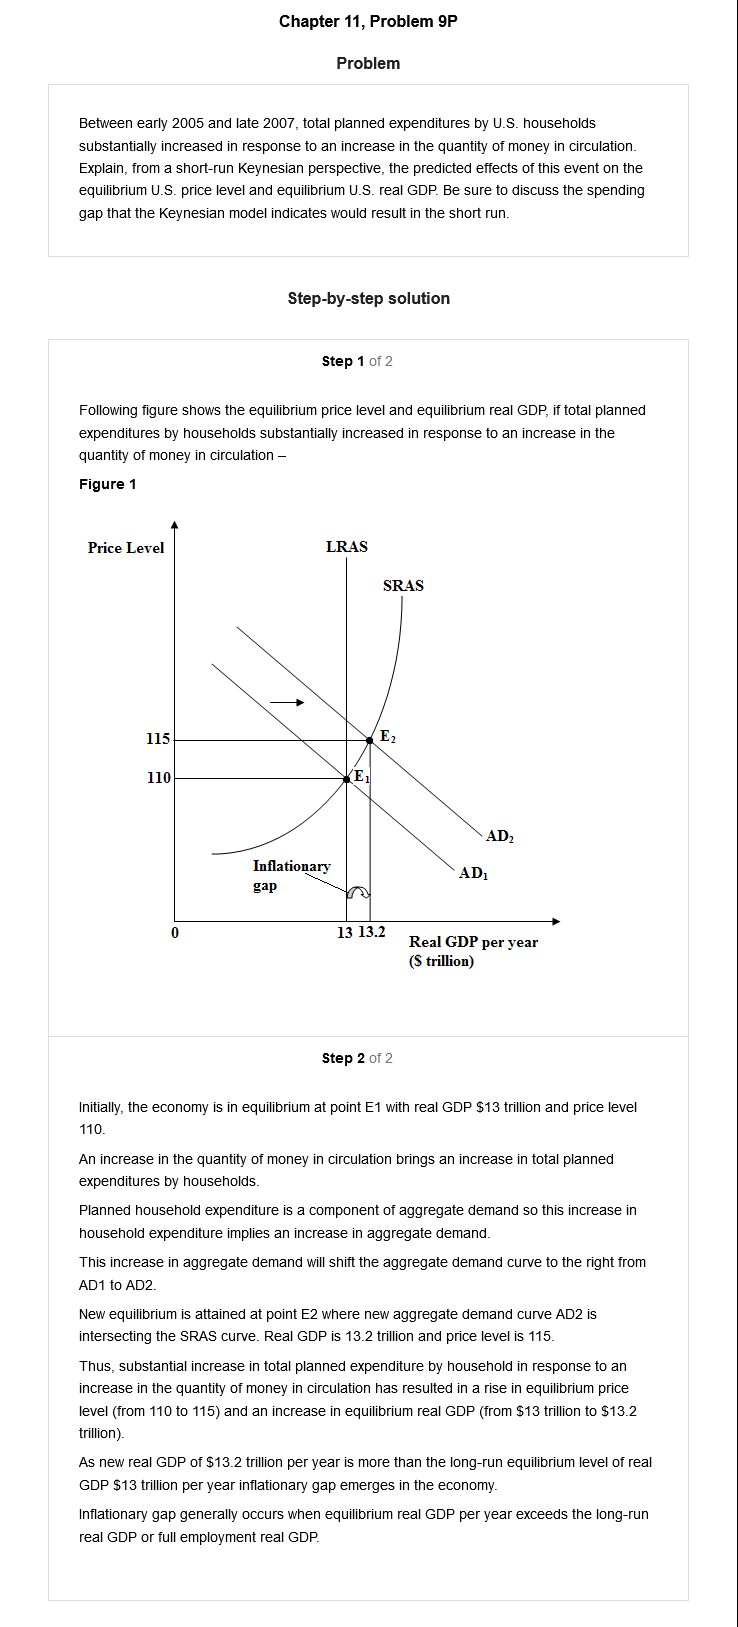 Chapter 11, Problem 9P
Problem
Between early 2005 and late 2007, total planned expenditures by U.S. households
substantially increased in response to an increase in the quantity of money in circulation.
Explain, from a short-run Keynesian perspective, the predicted effects of this event on the
equilibrium U.S. price level and equilibrium U.S. real GDP. Be sure to discuss the spending
gap that the Keynesian model indicates would result in the short run.
Step-by-step solution
Step 1 of 2
Following figure shows the equilibrium price level and equilibrium real GDP, if total planned
expenditures by households substantially increased in response to an increase in the
quantity of money in circulation –
Figure 1
Price Level
LRAS
SRAS
115
E2
110
E1
AD2
Inflationary
gap
AD1
0
13 13.2
Real GDP per year
($ trillion)
Step 2 of 2
Initially, the economy is in equilibrium at point E1 with real GDP $13 trillion and price level
110.
An increase in the quantity of money in circulation brings an increase in total planned
expenditures by households.
Planned household expenditure is a component of aggregate demand so this increase in
household expenditure implies an increase in aggregate demand.
This increase in aggregate demand will shift the aggregate demand curve to the right from
AD1 to AD2.
New equilibrium is attained at point E2 where new aggregate demand curve AD2 is
intersecting the SRAS curve. Real GDP is 13.2 trillion and price level is 115.
Thus, substantial increase in total planned expenditure by household in response to an
increase in the quantity of money in circulation has resulted in a rise in equilibrium price
level (from 110 to 115) and an increase in equilibrium real GDP (from $13 trillion to $13.2
trillion).
As new real GDP of $13.2 trillion per year is more than the long-run equilibrium level of real
GDP $13 trillion per year inflationary gap emerges in the economy.
Inflationary gap generally occurs when equilibrium real GDP per year exceeds the long-run
real GDP or full employment real GDP.